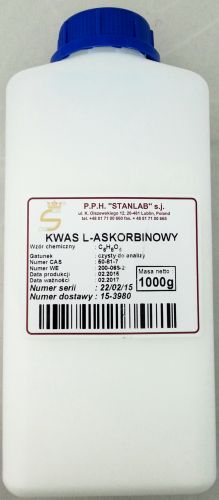 P.P.H. "STANLAB" s.j.
ul. K. Olszewskiego 12, 20-481 Lublin, Poland
KWAS L-ASKORBINOWY
Wzór chemiczny : C₆H₈O₆
Gatunek : czysty do analizy
Numer CAS : 50-81-7
Numer WE : 200-066-2
Data produkcji : 02.2015
Data ważności : 02.2017
Masa netto
1000g
Numer serii : 22/02/15
Numer dostawy : 15-3980